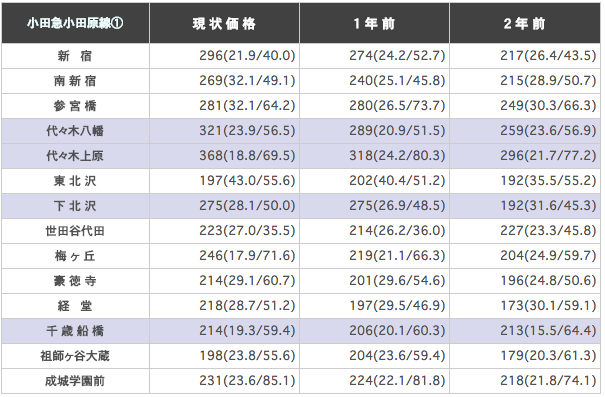 小田急小田原線① 現状価格 1年前 2年前
新 宿 296(21.9/40.0) 274(24.2/52.7) 217(26.4/43.5)
南新宿 269(32.1/49.1) 240(25.1/45.8) 215(28.9/50.7)
参宮橋 281(32.1/64.2) 280(26.5/73.7) 249(30.3/66.3)
代々木八幡 321(23.9/56.5) 289(20.9/51.5) 259(23.6/56.9)
代々木上原 368(18.8/69.5) 318(24.2/80.3) 296(21.7/77.2)
東北沢 197(43.0/55.6) 202(40.4/51.2) 192(35.5/55.2)
下北沢 275(28.1/50.0) 275(26.9/48.5) 192(31.6/45.3)
世田谷代田 223(27.0/35.5) 214(26.2/36.0) 227(23.3/45.8)
梅ヶ丘 246(17.9/71.6) 219(21.1/66.3) 204(24.9/59.7)
豪徳寺 214(29.1/60.7) 201(29.6/54.6) 196(24.8/50.6)
経 堂 218(28.7/51.2) 197(29.5/46.9) 173(30.1/59.1)
千歳船橋 214(19.3/59.4) 206(20.1/60.3) 213(15.5/64.4)
祖師ヶ谷大蔵 198(23.8/55.6) 204(23.6/59.4) 179(20.3/61.3)
成城学園前 231(23.6/85.1) 224(22.1/81.8) 218(21.8/74.1)